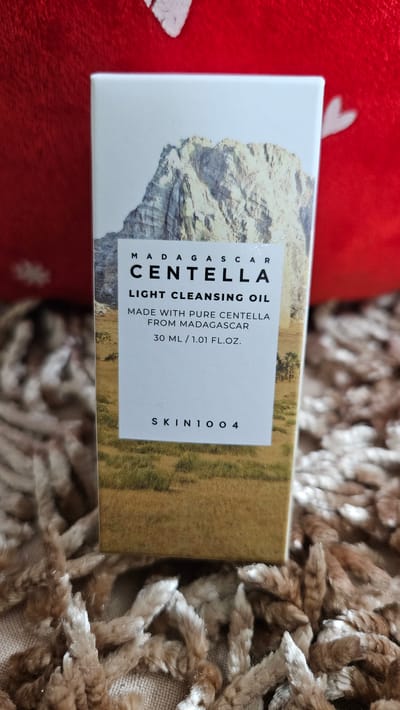 MADAGASCAR
CENTELLA
LIGHT CLEANSING OIL
MADE WITH PURE CENTELLA
FROM MADAGASCAR
30 ML / 1.01 FL.OZ.
SKIN1004